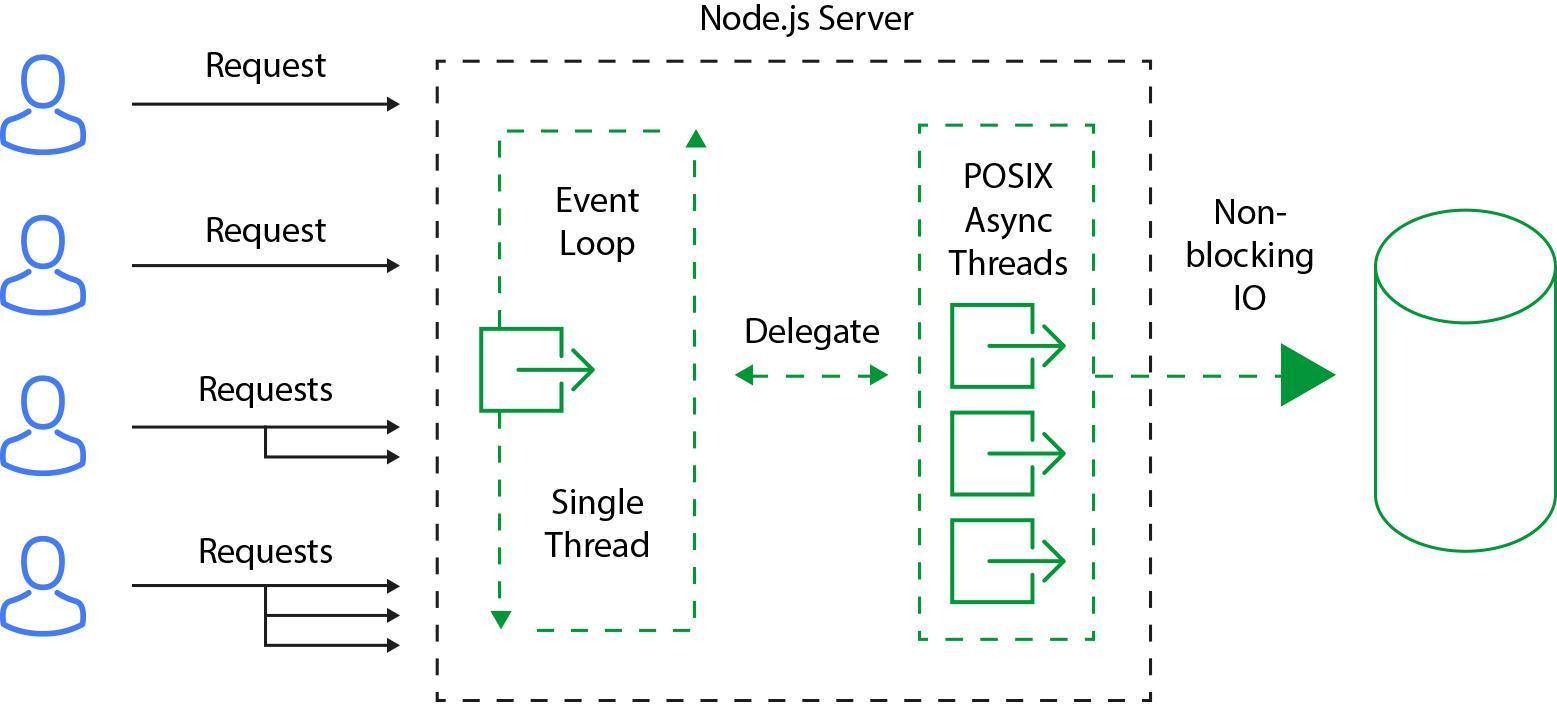 Node.js Server
Request
Request
Requests
Requests
Event
Loop
Single
Thread
Delegate
POSIX
Async
Threads
Non-
blocking
IO